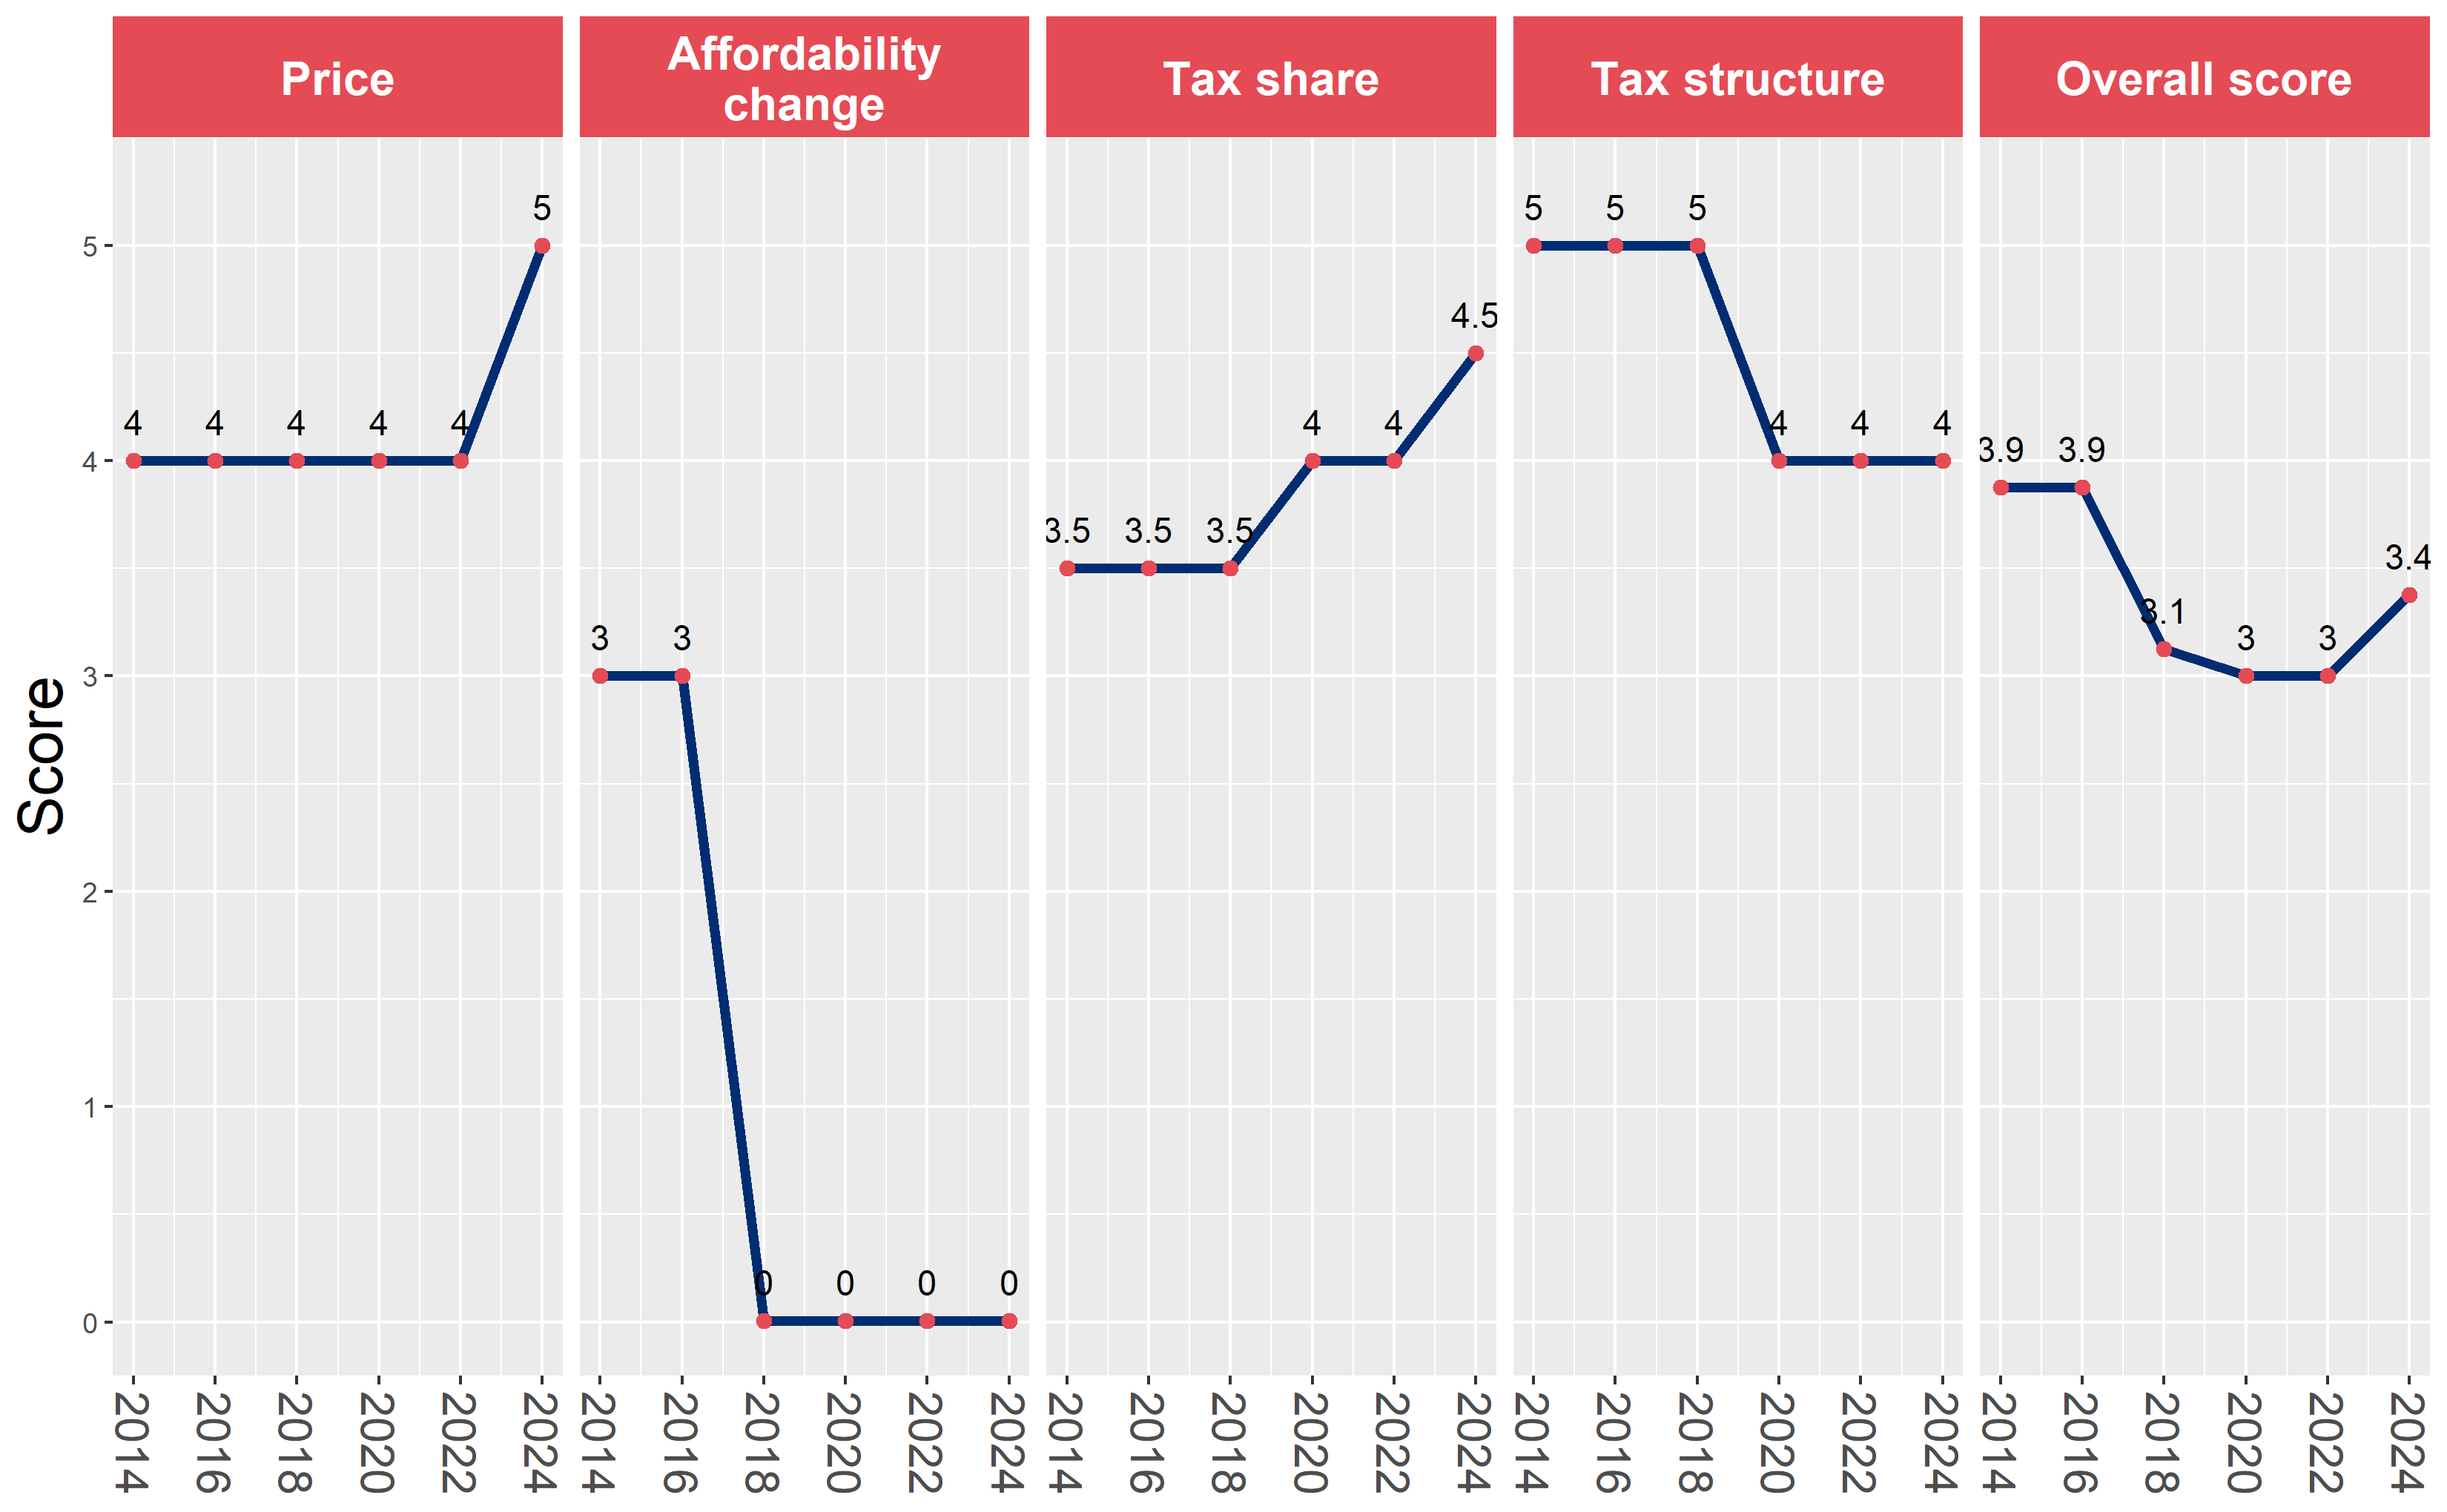 Price
Affordability
change
Tax share
Tax structure
Overall score
Score
5
4
3
2
1
0
4 4 4 4 4 5
3 3 0 0 0 0
3.5 3.5 3.5 4 4 4.5
5 5 5 4 4 4
3.9 3.9 3.1 3 3 3.4
2014 2016 2018 2020 2022 2024
2014 2016 2018 2020 2022 2024
2014 2016 2018 2020 2022 2024
2014 2016 2018 2020 2022 2024
2014 2016 2018 2020 2022 2024